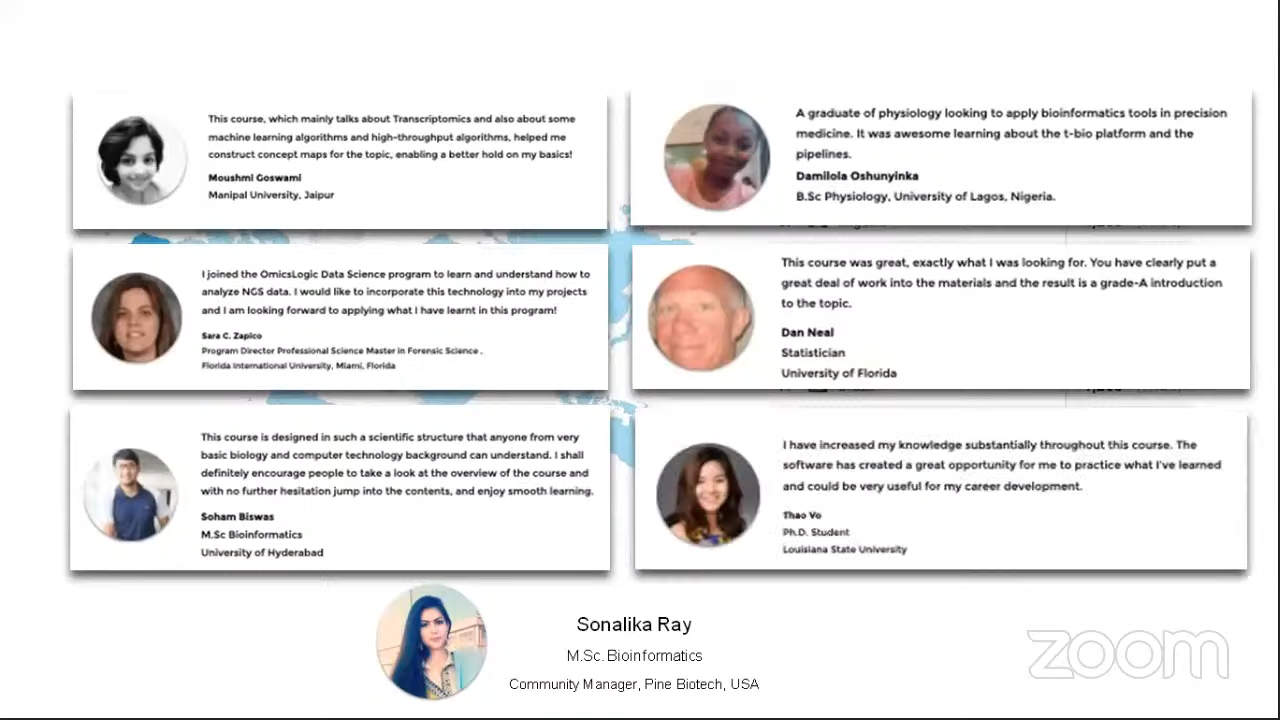 This course, which mainly talks about Transcriptomics and also about some
machine learning algorithms and high-throughput algorithms, helped me
construct concept maps for the topic, enabling a better hold on my basics!
Moushmi Goswami
Manipal University, Jaipur
A graduate of physiology looking to apply bioinformatics tools in precision
medicine. It was awesome learning about the t-bio platform and the
pipelines.
Damilola Oshunyinka
B.Sc Physiology, University of Lagos, Nigeria.
I joined the OmicsLogic Data Science program to learn and understand how to
analyze NGS data. I would like to incorporate this technology into my projects
and I am looking forward to applying what I have learnt in this program!
Sara C. Zapico
Program Director Professional Science Master in Forensic Science ,
Florida International University, Miami, Florida
This course was great, exactly what I was looking for. You have clearly put a
great deal of work into the materials and the result is a grade-A introduction
to the topic.
Dan Neal
Statistician
University of Florida
This course is designed in such a scientific structure that anyone from very
basic biology and computer technology background can understand. I shall
definitely encourage people to take a look at the overview of the course and
with no further hesitation jump into the contents, and enjoy smooth learning.
Soham Biswas
M.Sc Bioinformatics
University of Hyderabad
I have increased my knowledge substantially throughout this course. The
software has created a great opportunity for me to practice what I've learned
and could be very useful for my career development.
Thao Vo
Ph.D. Student
Louisiana State University
Sonalika Ray
M.Sc. Bioinformatics
Community Manager, Pine Biotech, USA
zoom